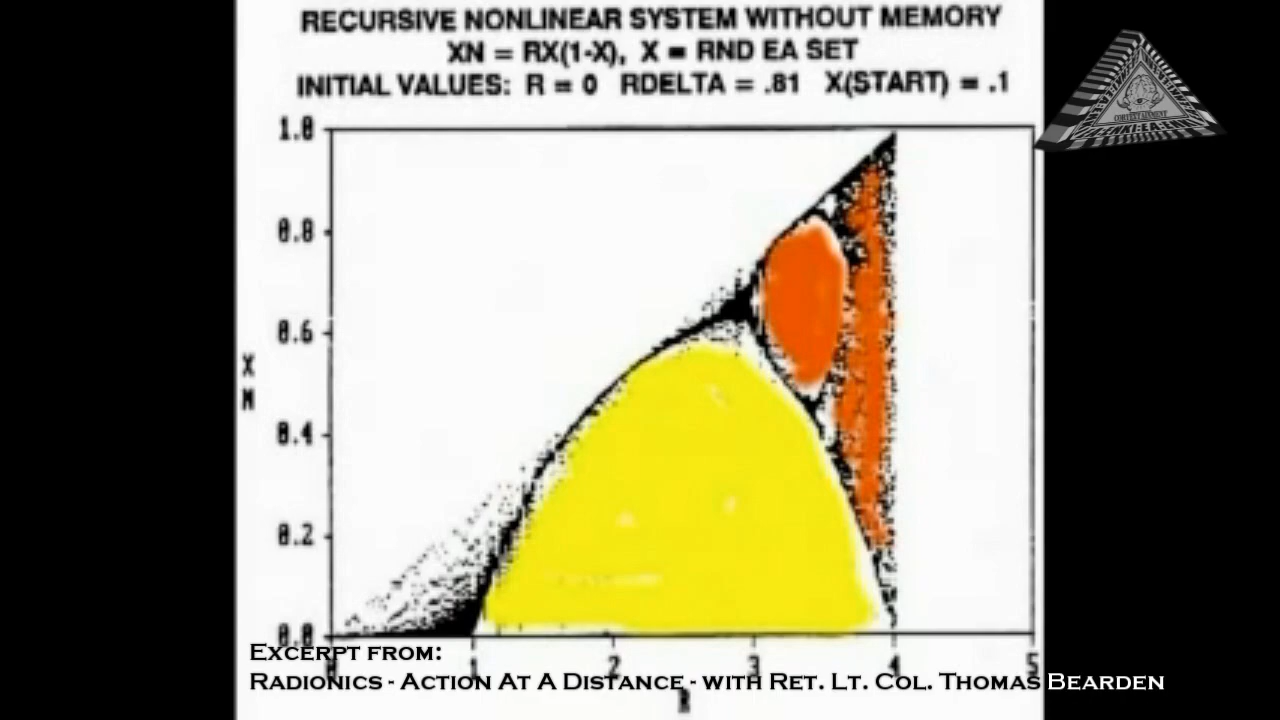 RECURSIVE NONLINEAR SYSTEM WITHOUT MEMORY
XN = RX(1-X), X = RND EA SET
INITIAL VALUES: R = 0 RDELTA = .81 X(START) = .1
1.0
0.8
0.6
X
N
0.4
0.2
0.0
0 1 2 3 4 5
R
Excerpt from:
Radionics - Action At A Distance - with Ret. Lt. Col. Thomas Bearden